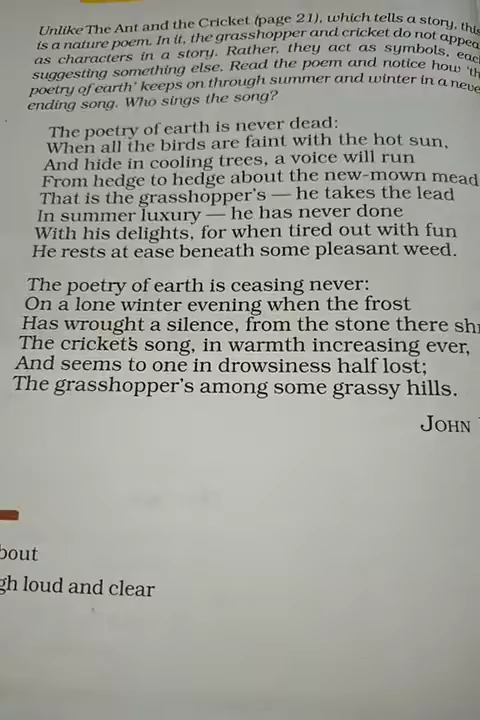 Unlike The Ant and the Cricket (page 21), which tells a story, this
is a nature poem. In it, the grasshopper and cricket do not appea
as characters in a story. Rather, they act as symbols, eac
suggesting something else. Read the poem and notice how 'th
poetry of earth' keeps on through summer and winter in a neve
ending song. Who sings the song?
The poetry of earth is never dead:
When all the birds are faint with the hot sun,
And hide in cooling trees, a voice will run
From hedge to hedge about the new-mown mead
That is the grasshopper's — he takes the lead
In summer luxury — he has never done
With his delights, for when tired out with fun
He rests at ease beneath some pleasant weed.
The poetry of earth is ceasing never:
On a lone winter evening when the frost
Has wrought a silence, from the stone there shr
The cricket's song, in warmth increasing ever,
And seems to one in drowsiness half lost;
The grasshopper's among some grassy hills.
JOHN
bout
gh loud and clear